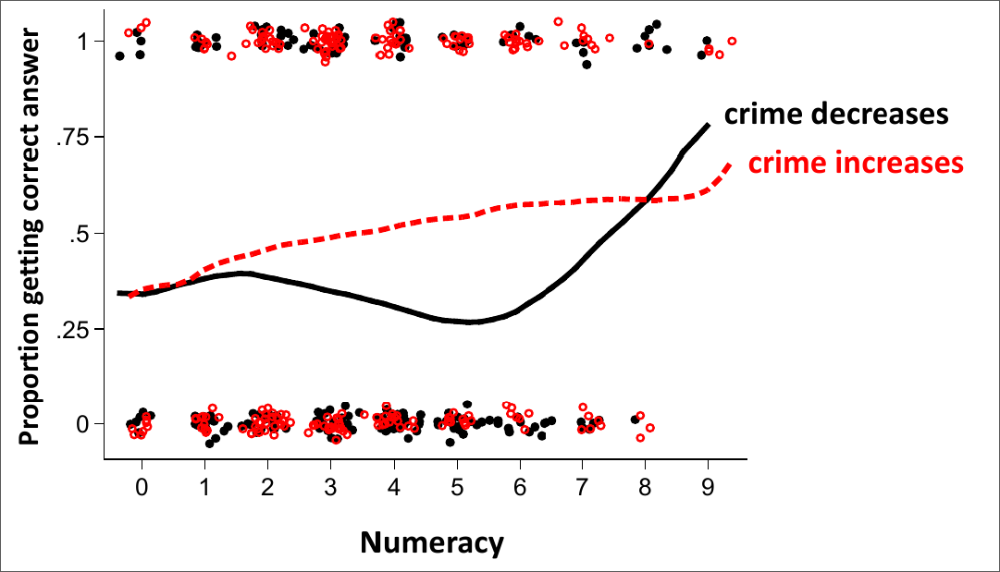 Proportion getting correct answer
1
.75
.5
.25
0
crime decreases
crime increases
0 1 2 3 4 5 6 7 8 9
Numeracy